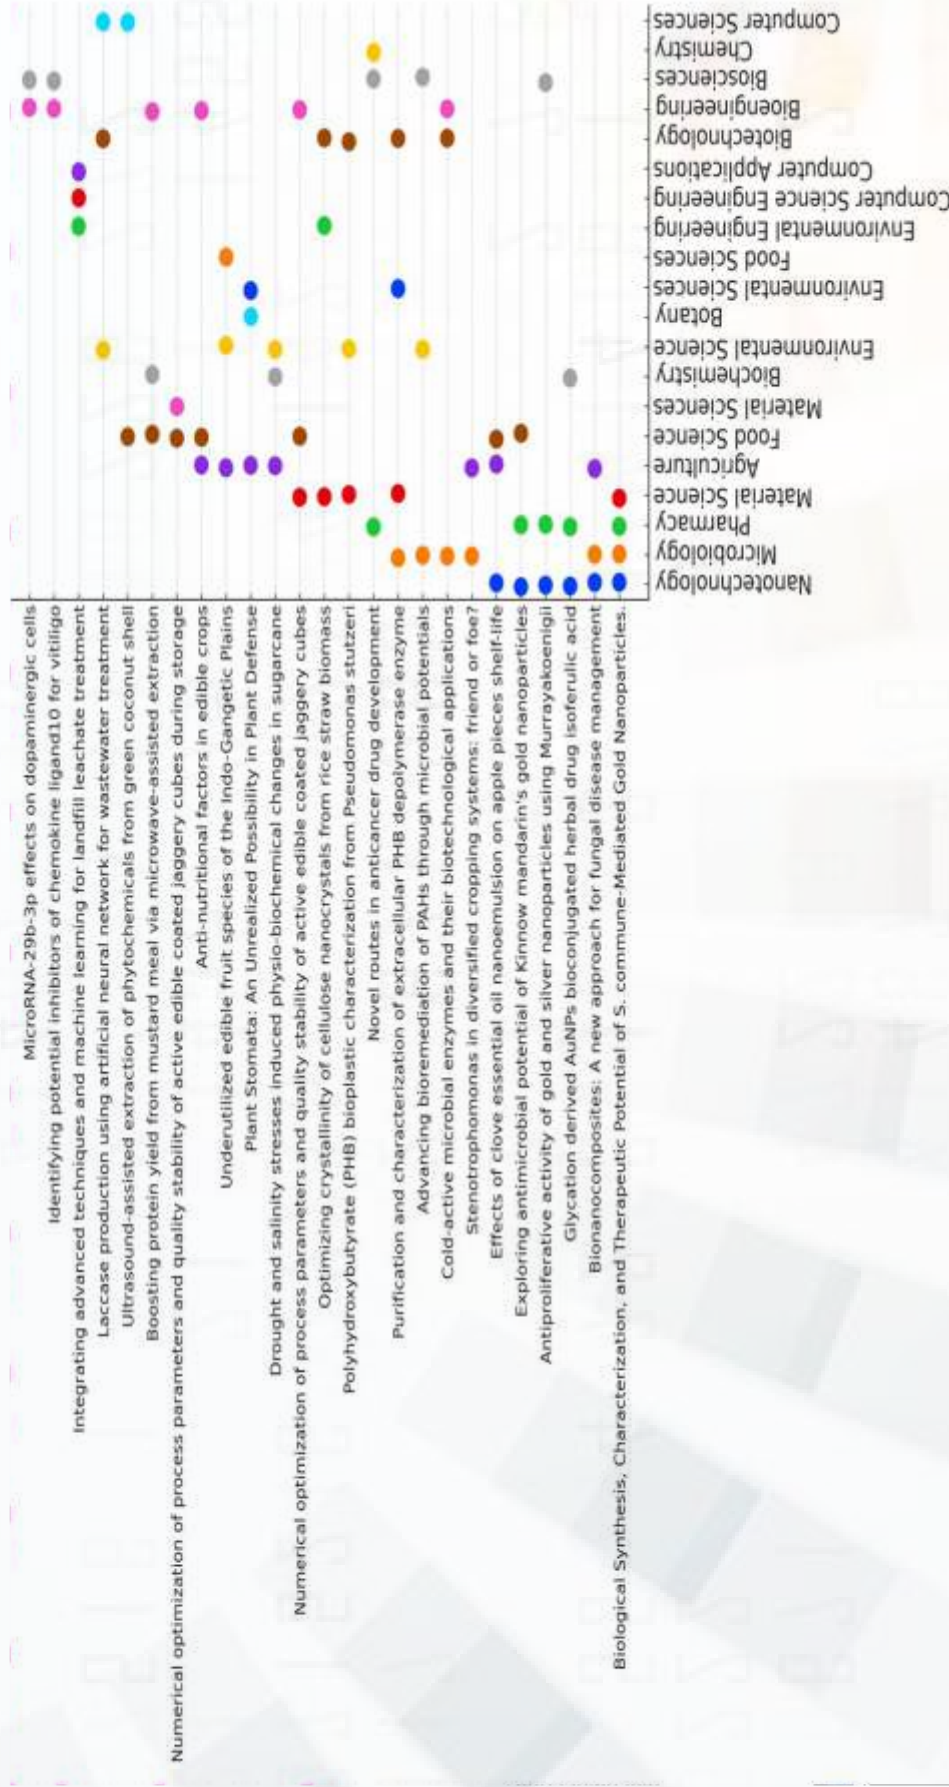 MicroRNA-29b-3p effects on dopaminergic cells
Identifying potential inhibitors of chemokine ligand10 for vitiligo
Integrating advanced techniques and machine learning for landfill leachate treatment
Laccase production using artificial neural network for wastewater treatment
Ultrasound-assisted extraction of phytochemicals from green coconut shell
Boosting protein yield from mustard meal via microwave-assisted extraction
Numerical optimization of process parameters and quality stability of active edible coated jaggery cubes during storage
Anti-nutritional factors in edible crops
Underutilized edible fruit species of the Indo-Gangetic Plains
Plant Stomata: An Unrealized Possibility in Plant Defense
Drought and salinity stresses induced physio-biochemical changes in sugarcane
Numerical optimization of process parameters and quality stability of active edible coated jaggery cubes
Optimizing crystallinity of cellulose nanocrystals from rice straw biomass
Polyhydroxybutyrate (PHB) bioplastic characterization from Pseudomonas stutzeri
Novel routes in anticancer drug development
Purification and characterization of extracellular PHB depolymerase enzyme
Advancing bioremediation of PAHs through microbial potentials
Cold-active microbial enzymes and their biotechnological applications
Stenotrophomonas in diversified cropping systems: friend or foe?
Effects of clove essential oil nanoemulsion on apple pieces shelf-life
Exploring antimicrobial potential of Kinnow mandarin's gold nanoparticles
Antiproliferative activity of gold and silver nanoparticles using Murrayakoenigii
Glycation derived AuNPs bioconjugated herbal drug isoferulic acid
Bionanocomposites: A new approach for fungal disease management
Biological Synthesis, Characterization, and Therapeutic Potential of S. commune-Mediated Gold Nanoparticles.
Nanotechnology
Microbiology
Pharmacy
Material Science
Agriculture
Food Science
Material Sciences
Biochemistry
Environmental Science
Botany
Environmental Sciences
Food Sciences
Environmental Engineering
Computer Science Engineering
Computer Applications
Biotechnology
Bioengineering
Biosciences
Chemistry
Computer Sciences